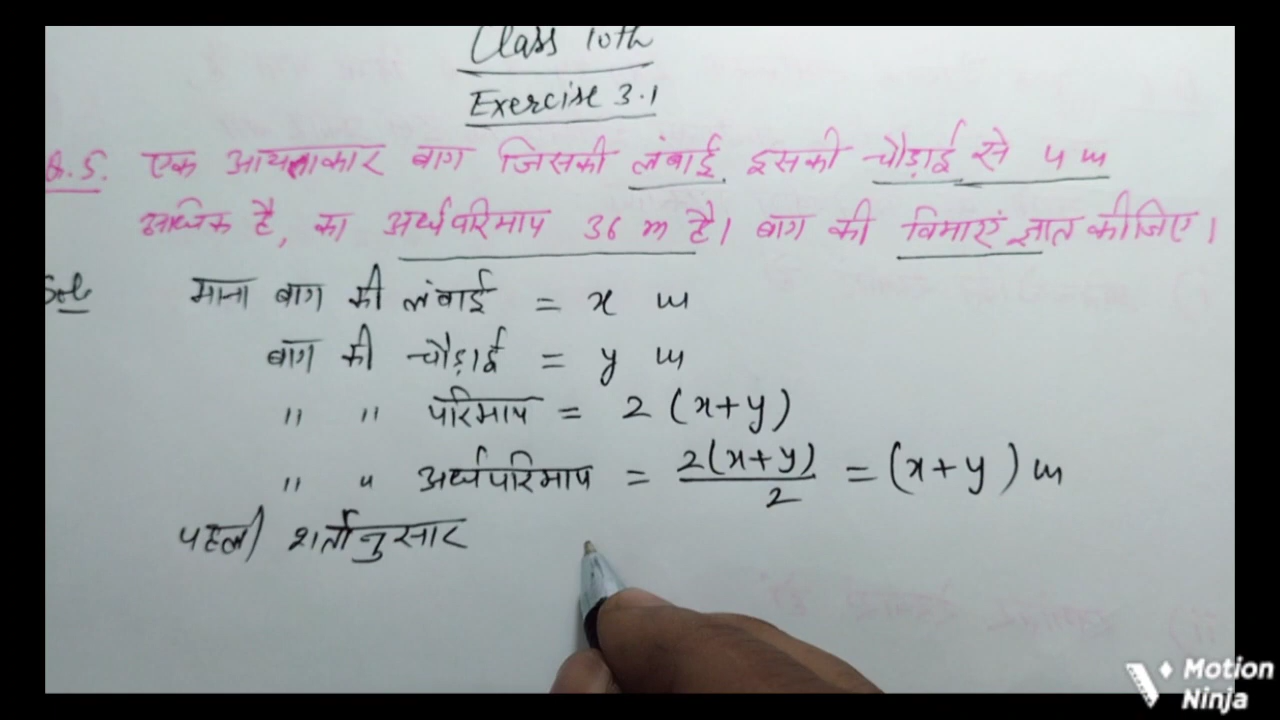 Class 10th
Exercise 3.1
Q.5. एक आयताकार बाग जिसकी लंबाई, इसकी चौड़ाई से 4 m
अधिक है, का अर्धपरिमाप 36 m है। बाग की विमाएं ज्ञात कीजिए।
Sol माना बाग की लंबाई = x m
बाग की चौड़ाई = y m
" " परिमाप = 2 (x+y)
" " अर्धपरिमाप = 2(x+y)/2 = (x+y) m
पहली शर्तानुसार
Motion
Ninja